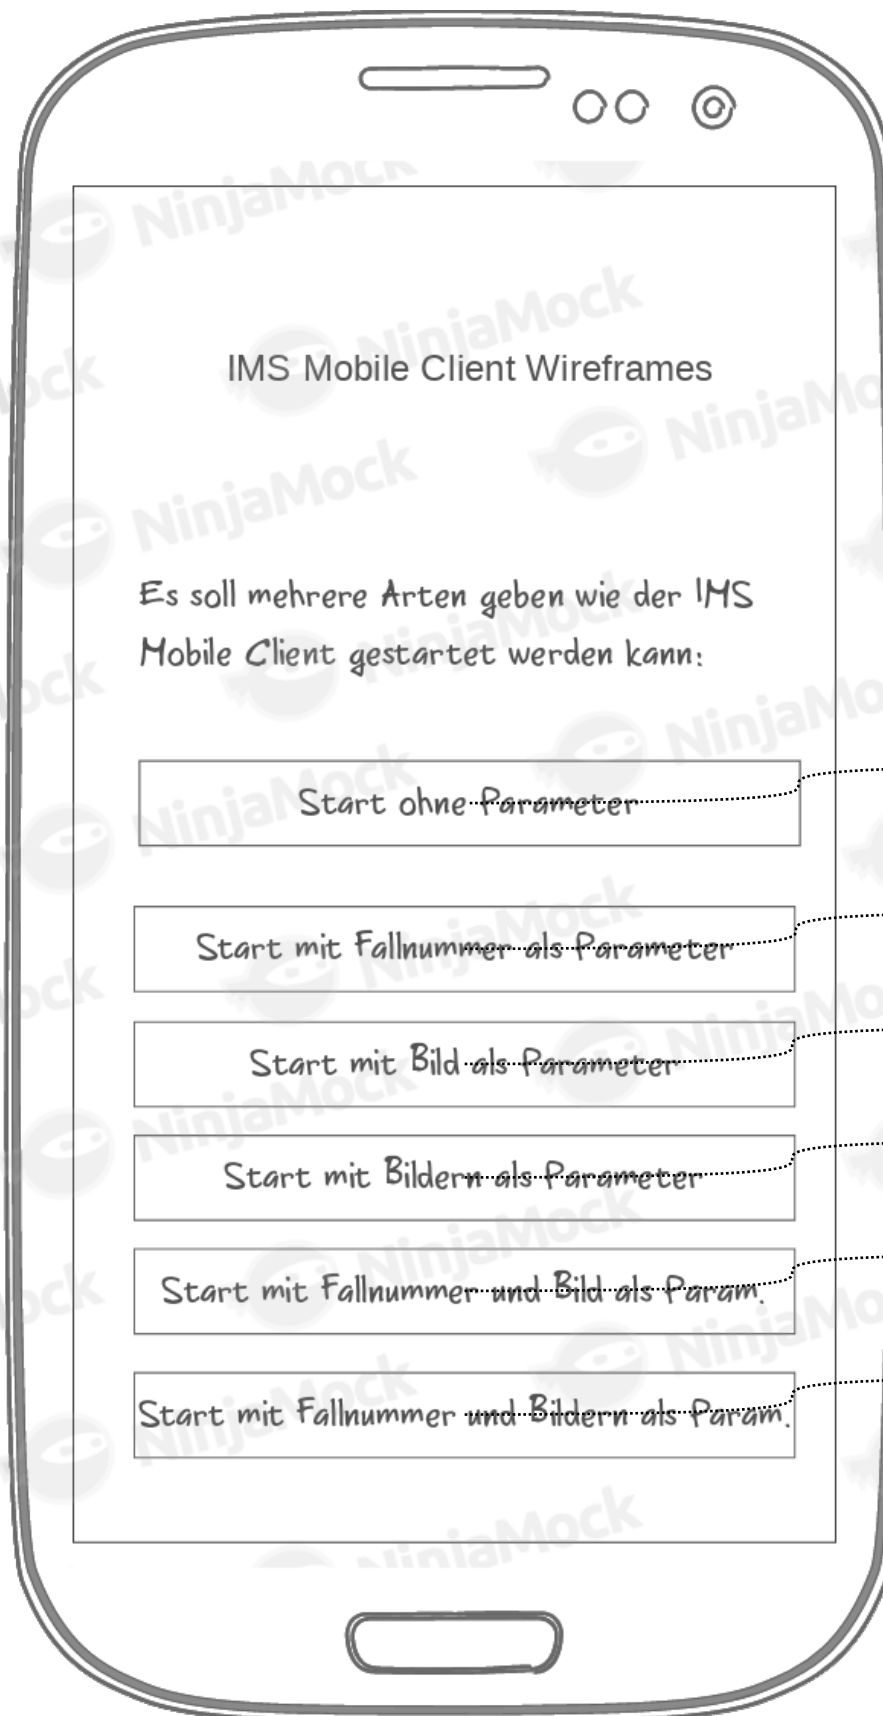 IMS Mobile Client Wireframes
Es soll mehrere Arten geben wie der IMS
Mobile Client gestartet werden kann:
Start ohne Parameter
Start mit Fallnummer als Parameter
Start mit Bild als Parameter
Start mit Bildern als Parameter
Start mit Fallnummer und Bild als Param.
Start mit Fallnummer und Bildern als Param.
NinjaMock